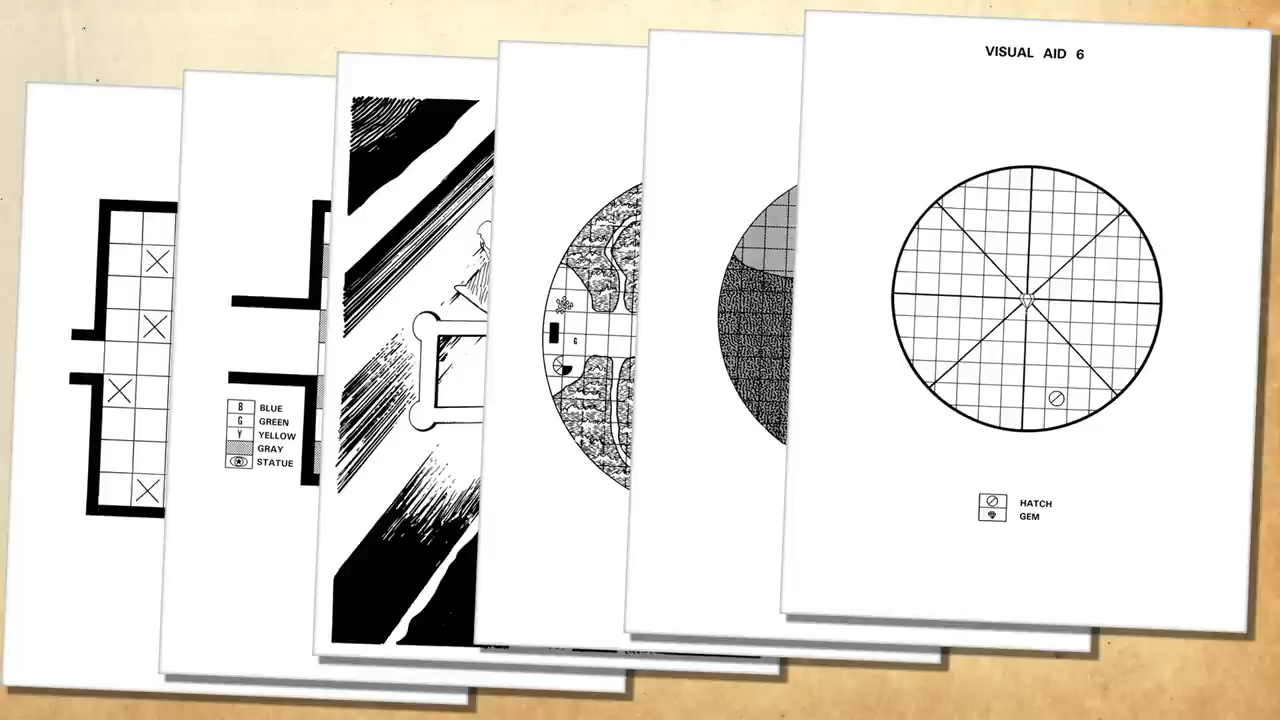 VISUAL AID 6
B BLUE
G GREEN
Y YELLOW
GRAY
STATUE
G
HATCH
GEM